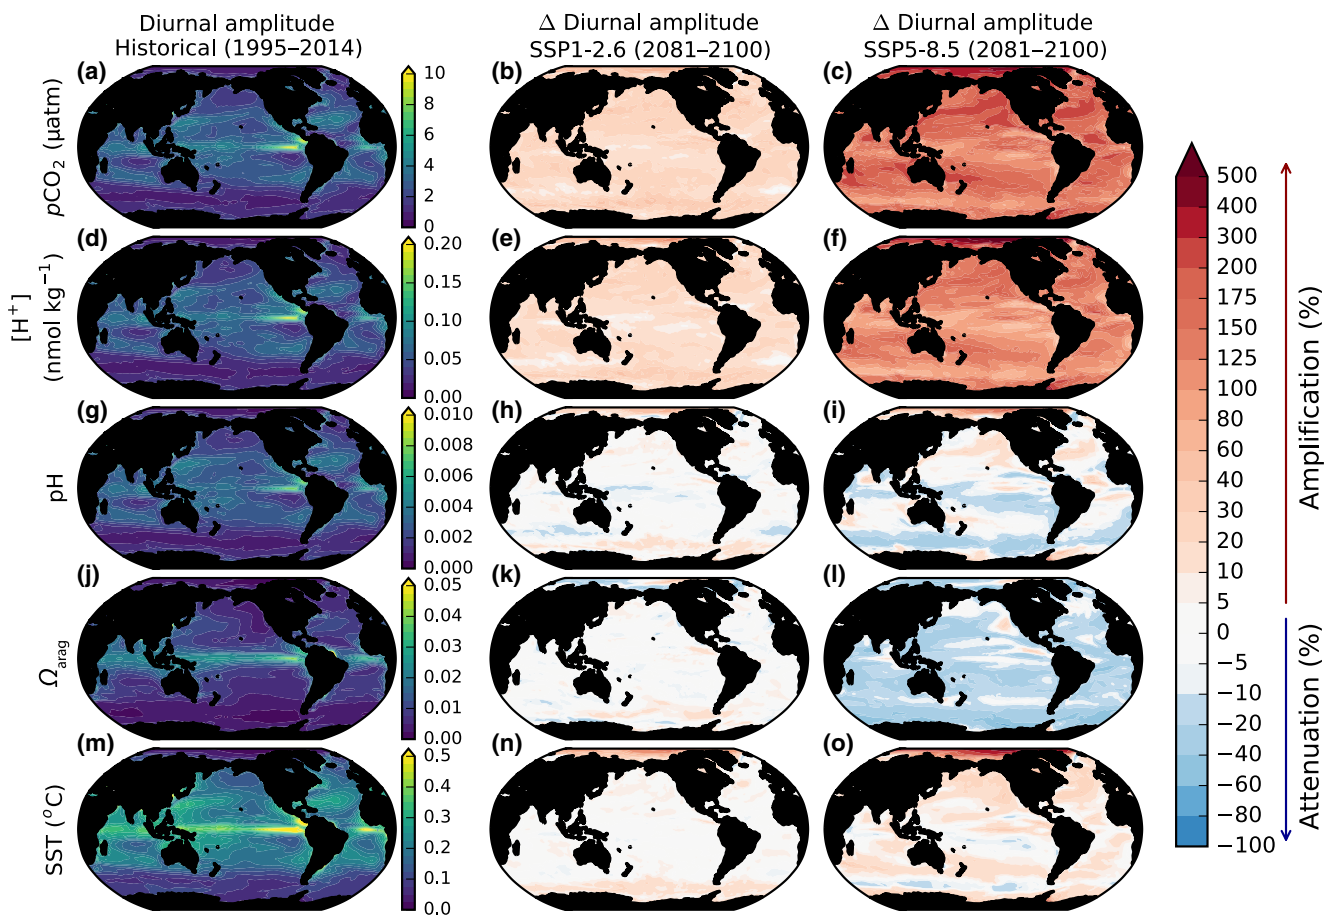 Diurnal amplitude
Historical (1995–2014)
Δ Diurnal amplitude
SSP1-2.6 (2081–2100)
Δ Diurnal amplitude
SSP5-8.5 (2081–2100)
(a)
(b)
(c)
pCO₂ (µatm)
10
8
6
4
2
0
(d)
(e)
(f)
[H⁺]
(nmol kg⁻¹)
0.20
0.15
0.10
0.05
0.00
(g)
(h)
(i)
pH
0.010
0.008
0.006
0.004
0.002
0.000
(j)
(k)
(l)
Ω_arag
0.05
0.04
0.03
0.02
0.01
0.00
(m)
(n)
(o)
SST (°C)
0.5
0.4
0.3
0.2
0.1
0.0
500
400
300
200
175
150
125
100
80
60
40
30
20
10
5
0
−5
−10
−20
−40
−60
−80
−100
Amplification (%)
Attenuation (%)